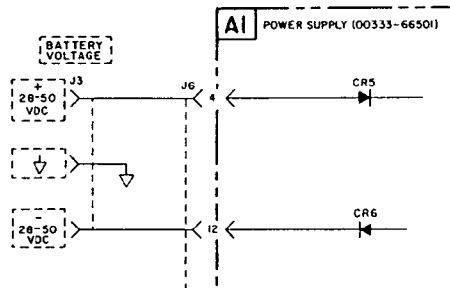 A1 POWER SUPPLY (00333-66501)
BATTERY
VOLTAGE
J3
J6
+
28-50
VDC
4
CR5
-
28-50
VDC
12
CR6